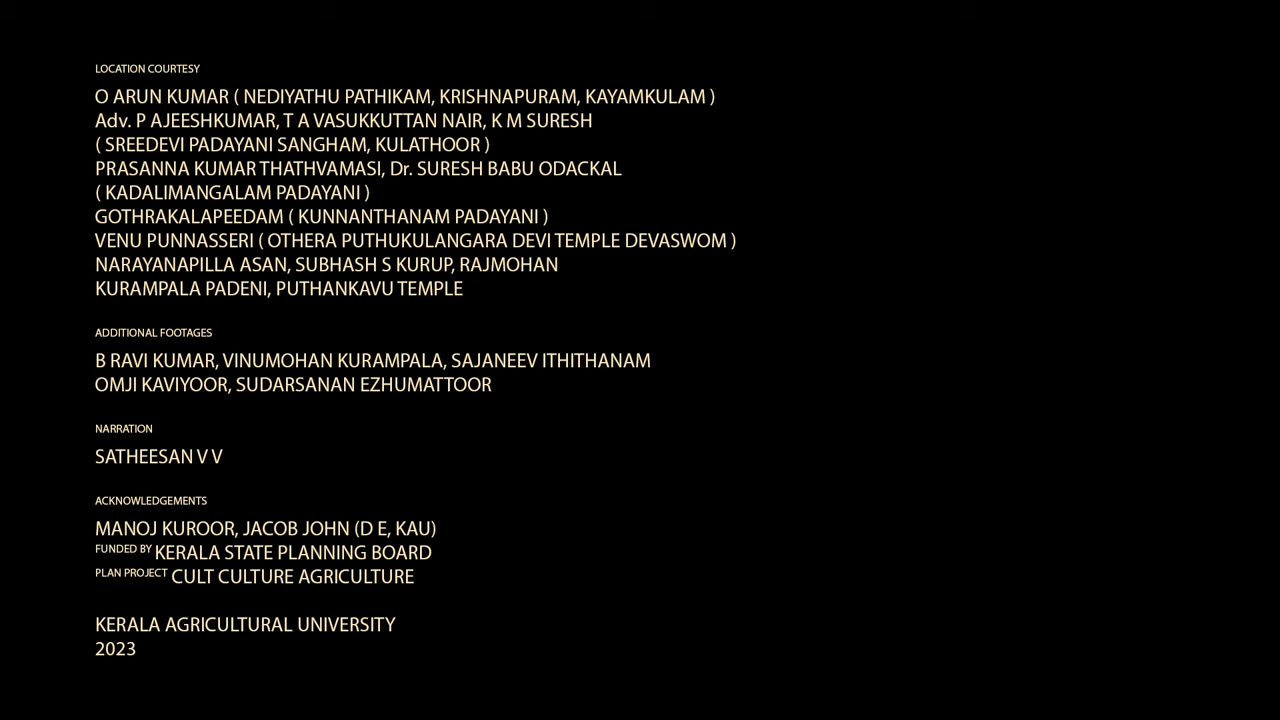 LOCATION COURTESY
O ARUN KUMAR ( NEDIYATHU PATHIKAM, KRISHNAPURAM, KAYAMKULAM )
Adv. P AJEESHKUMAR, T A VASUKKUTTAN NAIR, K M SURESH
( SREEDEVI PADAYANI SANGHAM, KULATHOOR )
PRASANNA KUMAR THATHVAMASI, Dr. SURESH BABU ODACKAL
( KADALIMANGALAM PADAYANI )
GOTHRAKALAPEEDAM ( KUNNANTHANAM PADAYANI )
VENU PUNNASSERI ( OTHERA PUTHUKULANGARA DEVI TEMPLE DEVASWOM )
NARAYANAPILLA ASAN, SUBHASH S KURUP, RAJMOHAN
KURAMPALA PADENI, PUTHANKAVU TEMPLE
ADDITIONAL FOOTAGES
B RAVI KUMAR, VINUMOHAN KURAMPALA, SAJANEEV ITHITHANAM
OMJI KAVIYOOR, SUDARSANAN EZHUMATTOOR
NARRATION
SATHEESAN V V
ACKNOWLEDGEMENTS
MANOJ KUROOR, JACOB JOHN (D E, KAU)
FUNDED BY KERALA STATE PLANNING BOARD
PLAN PROJECT CULT CULTURE AGRICULTURE
KERALA AGRICULTURAL UNIVERSITY
2023